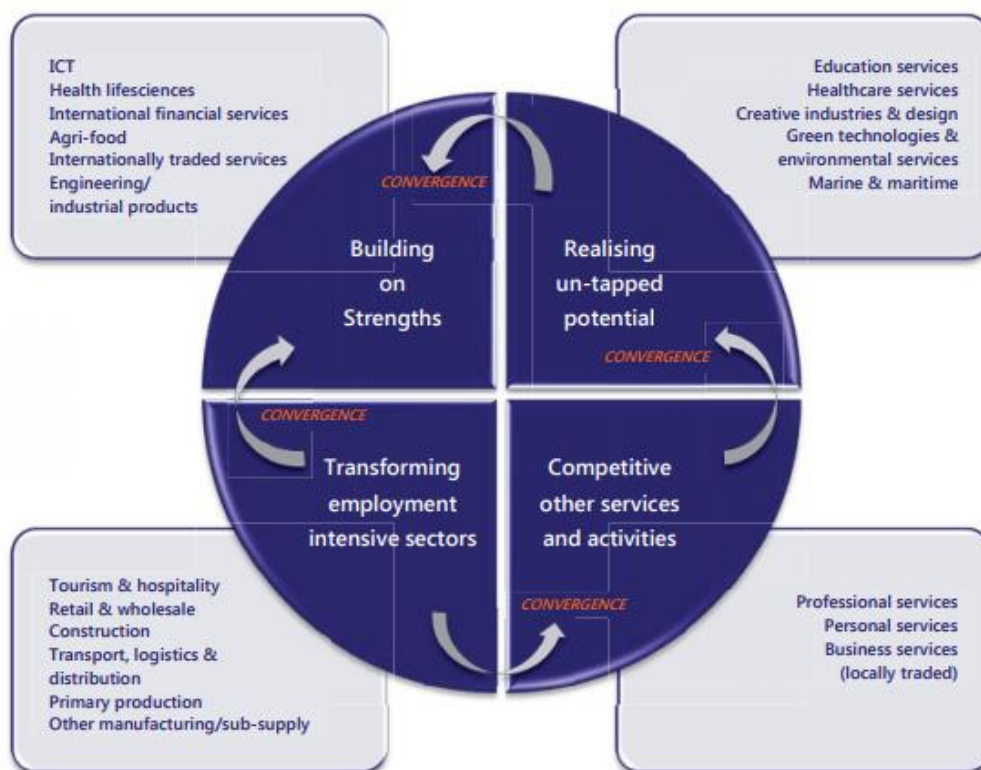 ICT
Health lifesciences
International financial services
Agri-food
Internationally traded services
Engineering/
industrial products
Education services
Healthcare services
Creative industries & design
Green technologies &
environmental services
Marine & maritime
CONVERGENCE
Building
on
Strengths
Realising
un-tapped
potential
CONVERGENCE
CONVERGENCE
Transforming
employment
intensive sectors
Competitive
other services
and activities
CONVERGENCE
Tourism & hospitality
Retail & wholesale
Construction
Transport, logistics &
distribution
Primary production
Other manufacturing/sub-supply
Professional services
Personal services
Business services
(locally traded)